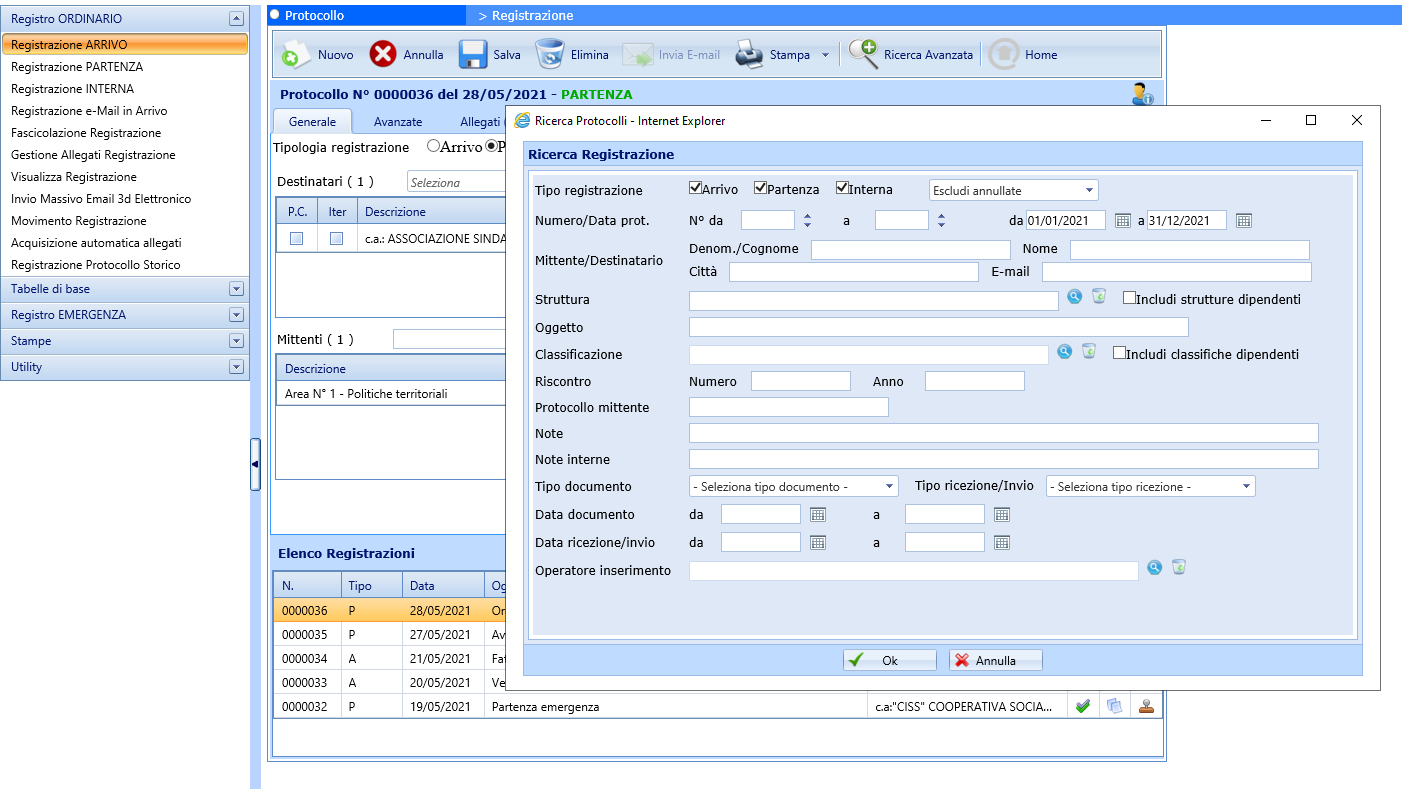 Registro ORDINARIO
Registrazione ARRIVO
Registrazione PARTENZA
Registrazione INTERNA
Registrazione e-Mail in Arrivo
Fascicolazione Registrazione
Gestione Allegati Registrazione
Visualizza Registrazione
Invio Massivo Email 3d Elettronico
Movimento Registrazione
Acquisizione automatica allegati
Registrazione Protocollo Storico
Tabelle di base
Registro EMERGENZA
Stampe
Utility
Protocollo > Registrazione
Nuovo Annulla Salva Elimina Invia E-mail Stampa Ricerca Avanzata Home
Protocollo N° 0000036 del 28/05/2021 - PARTENZA
Generale Avanzate Allegati (
Tipologia registrazione Arrivo P
Destinatari ( 1 ) Seleziona
P.C. Iter Descrizione
c.a.: ASSOCIAZIONE SINDA
Mittenti ( 1 )
Descrizione
Area N° 1 - Politiche territoriali
Elenco Registrazioni
N. Tipo Data Og
0000036 P 28/05/2021 Or
0000035 P 27/05/2021 Av
0000034 A 21/05/2021 Fat
0000033 A 20/05/2021 Ve
0000032 P 19/05/2021 Partenza emergenza c.a:"CISS" COOPERATIVA SOCIA...
Ricerca Protocolli - Internet Explorer
Ricerca Registrazione
Tipo registrazione Arrivo Partenza Interna Escludi annullate
Numero/Data prot. N° da a da 01/01/2021 a 31/12/2021
Mittente/Destinatario
Denom./Cognome Nome
Città E-mail
Struttura Includi strutture dipendenti
Oggetto
Classificazione Includi classifiche dipendenti
Riscontro Numero Anno
Protocollo mittente
Note
Note interne
Tipo documento - Seleziona tipo documento - Tipo ricezione/Invio - Seleziona tipo ricezione -
Data documento da a
Data ricezione/invio da a
Operatore inserimento
Ok Annulla